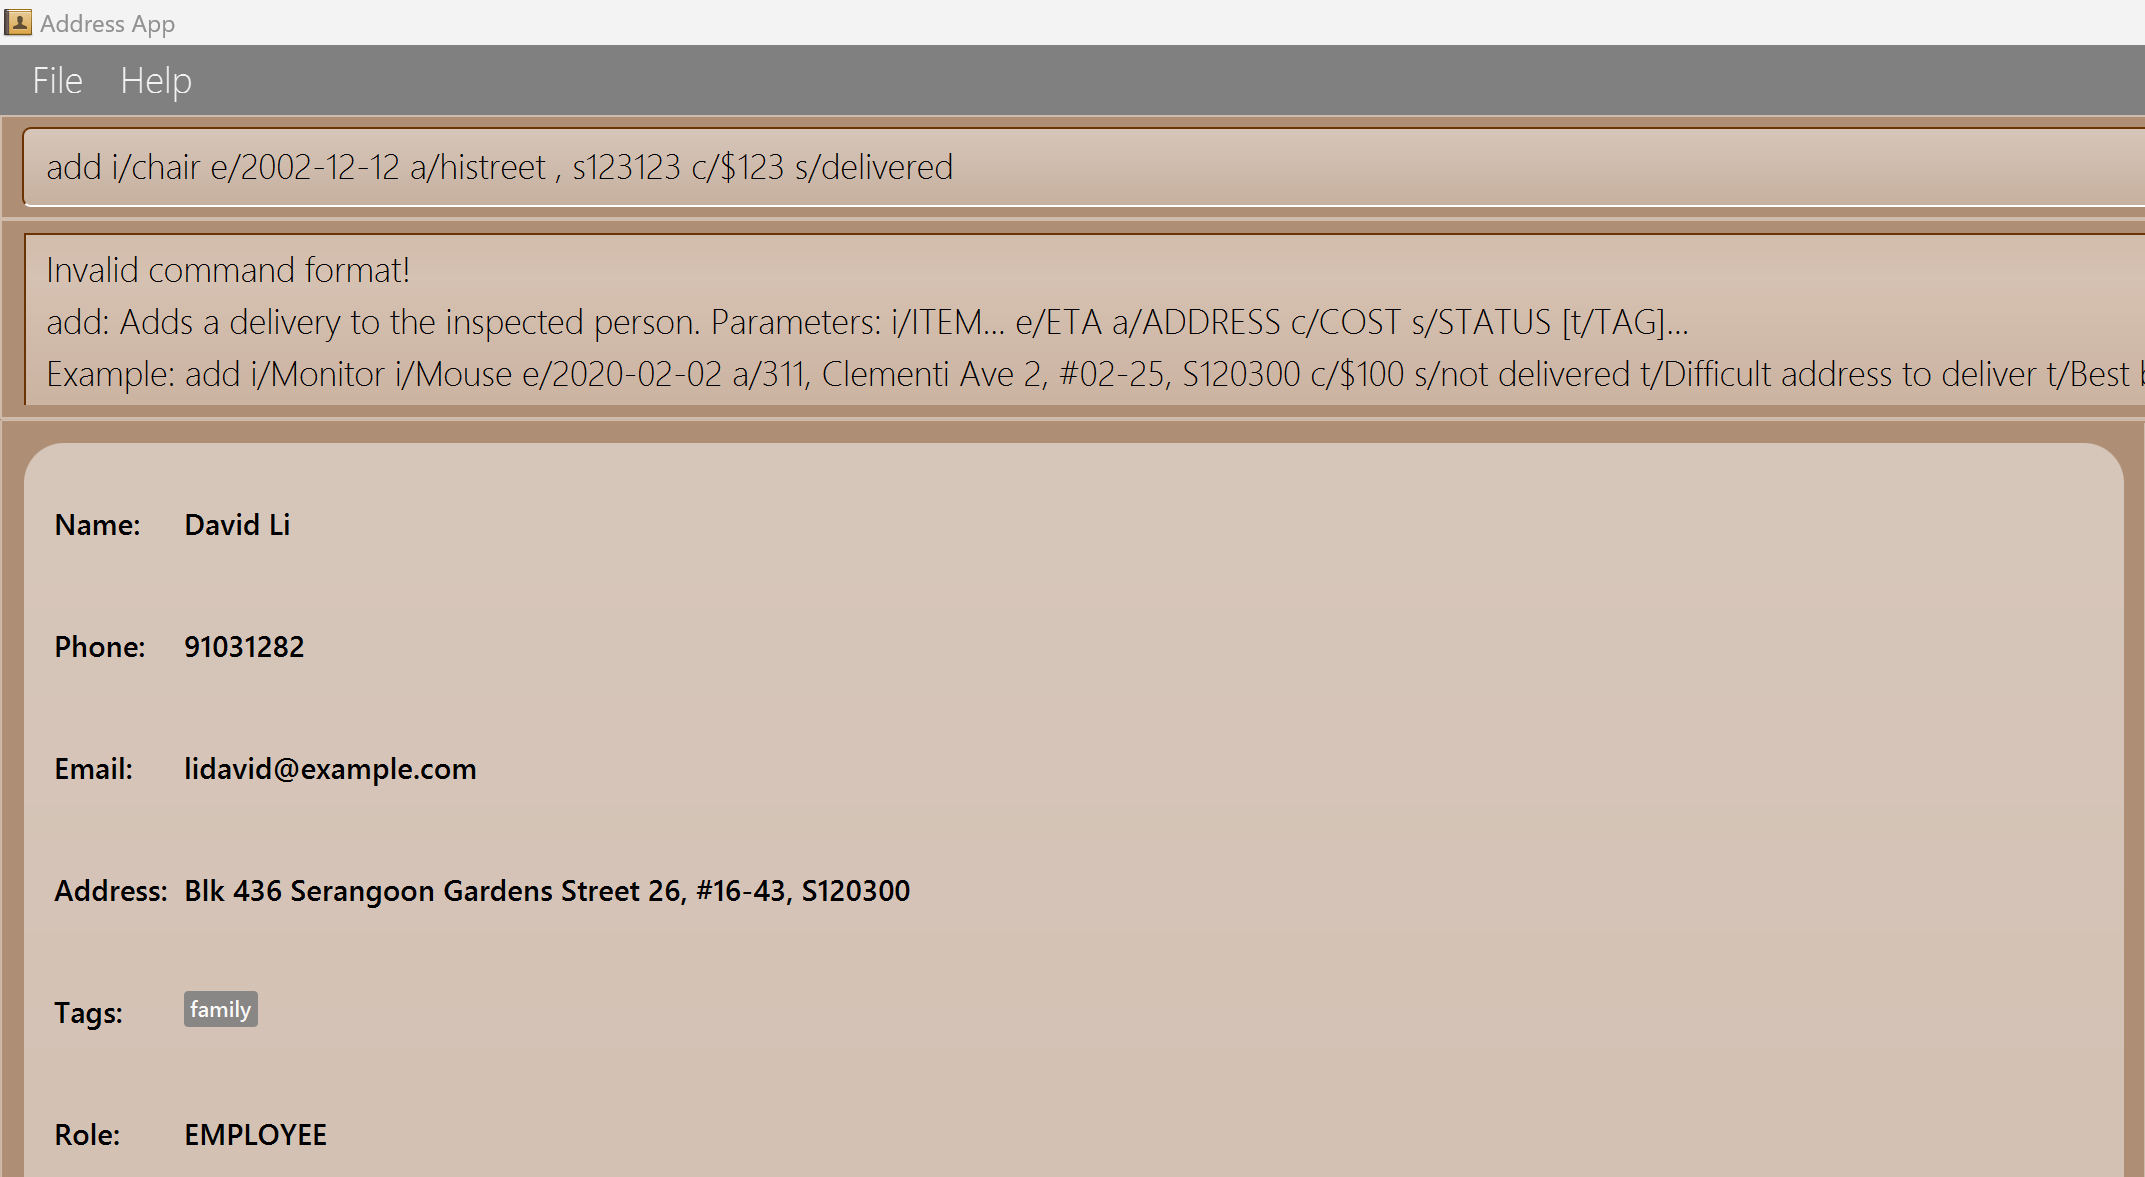 Address App
File Help
add i/chair e/2002-12-12 a/histreet , s123123 c/$123 s/delivered
Invalid command format!
add: Adds a delivery to the inspected person. Parameters: i/ITEM... e/ETA a/ADDRESS c/COST s/STATUS [t/TAG]...
Example: add i/Monitor i/Mouse e/2020-02-02 a/311, Clementi Ave 2, #02-25, S120300 c/$100 s/not delivered t/Difficult address to deliver t/Best
Name: David Li
Phone: 91031282
Email: lidavid@example.com
Address: Blk 436 Serangoon Gardens Street 26, #16-43, S120300
Tags: family
Role: EMPLOYEE